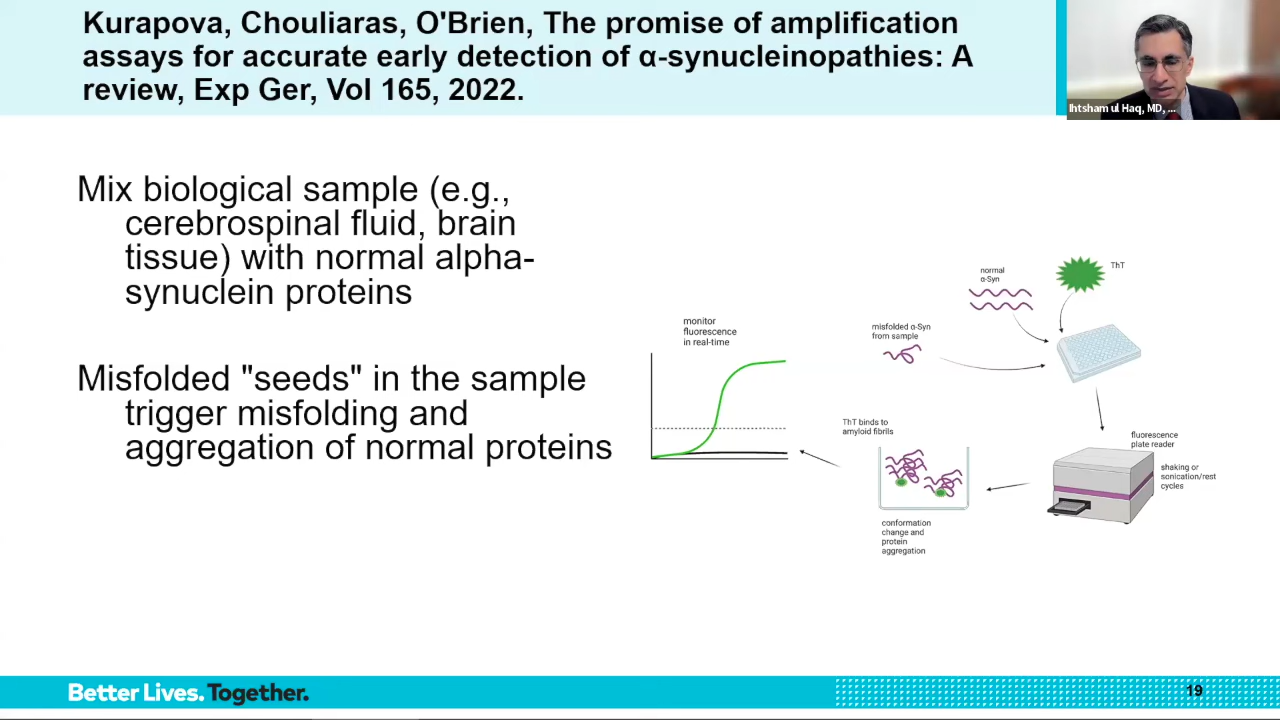 Kurapova, Chouliaras, O'Brien, The promise of amplification
assays for accurate early detection of α-synucleinopathies: A
review, Exp Ger, Vol 165, 2022.
Ihtsham ul Haq, MD, ...
Mix biological sample (e.g.,
cerebrospinal fluid, brain
tissue) with normal alpha-
synuclein proteins
Misfolded "seeds" in the sample
trigger misfolding and
aggregation of normal proteins
monitor
fluorescence
in real-time
misfolded α-Syn
from sample
normal
α-Syn
ThT
fluorescence
plate reader
shaking or
sonication/rest
cycles
ThT binds to
amyloid fibrils
conformation
change and
protein
aggregation
Better Lives. Together.
19